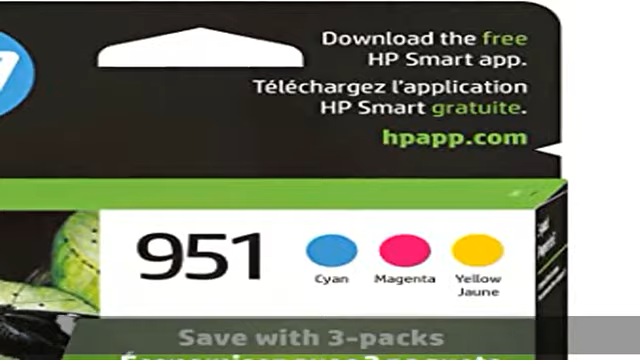 Download the free
HP Smart app.
Téléchargez l'application
HP Smart gratuite.
hpapp.com
951
Cyan
Magenta
Yellow
Jaune
Save with 3-packs